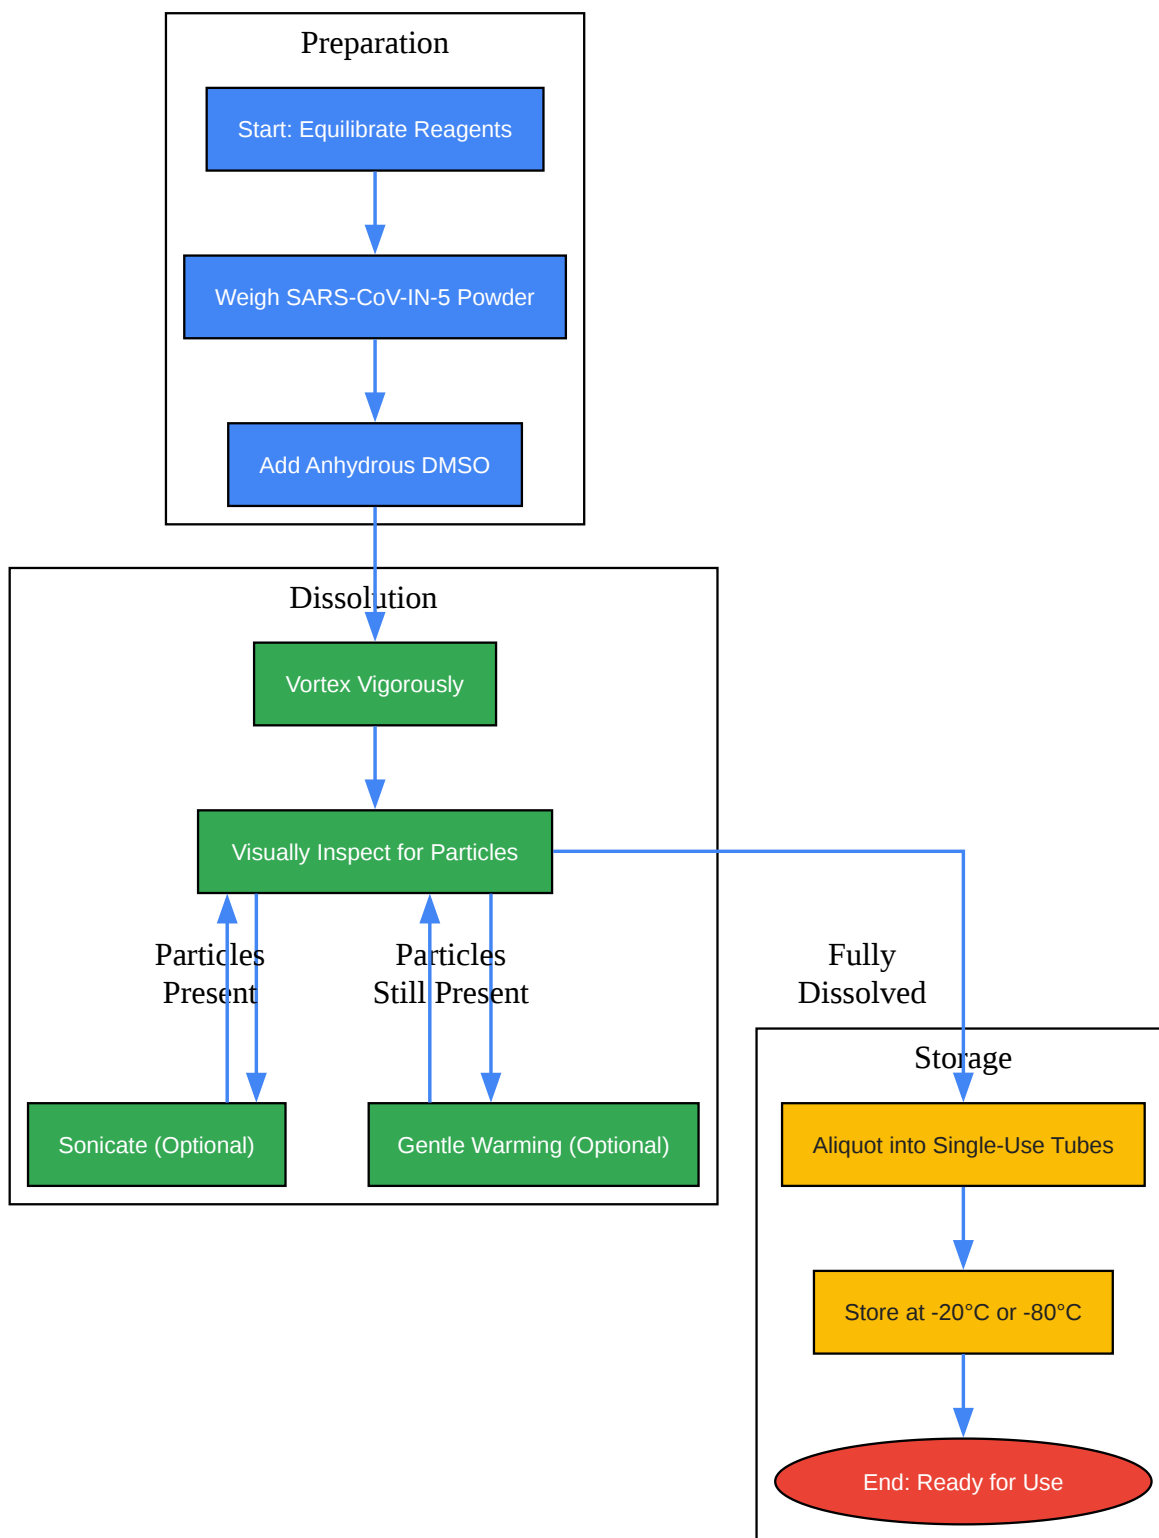 Preparation
Start: Equilibrate Reagents
Weigh SARS-CoV-IN-5 Powder
Add Anhydrous DMSO
Dissolution
Vortex Vigorously
Visually Inspect for Particles
Particles
Present
Particles
Still Present
Fully
Dissolved
Sonicate (Optional)
Gentle Warming (Optional)
Storage
Aliquot into Single-Use Tubes
Store at -20°C or -80°C
End: Ready for Use